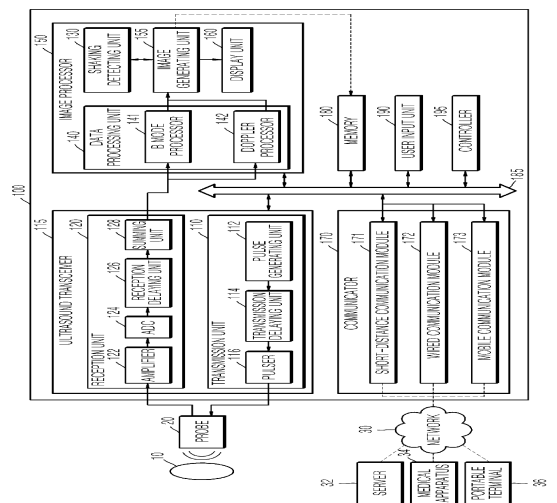 100
115
ULTRASOUND TRANSCEIVER
120
RECEPTION UNIT
122
AMPLIFIER
124
ADC
126
RECEPTION DELAYING UNIT
128
SUMMING UNIT
110
TRANSMISSION UNIT
116
PULSER
114
TRANSMISSION DELAYING UNIT
112
PULSE GENERATING UNIT
150
IMAGE PROCESSOR
140
DATA PROCESSING UNIT
141
B MODE PROCESSOR
142
DOPPLER PROCESSOR
130
SHAKING DETECTING UNIT
155
IMAGE GENERATING UNIT
160
DISPLAY UNIT
180
MEMORY
190
USER INPUT UNIT
195
CONTROLLER
185
170
COMMUNICATOR
171
SHORT-DISTANCE COMMUNICATION MODULE
172
WIRED COMMUNICATION MODULE
173
MOBILE COMMUNICATION MODULE
10
20
PROBE
30
NETWORK
32
SERVER
34
MEDICAL APPARATUS
36
PORTABLE TERMINAL